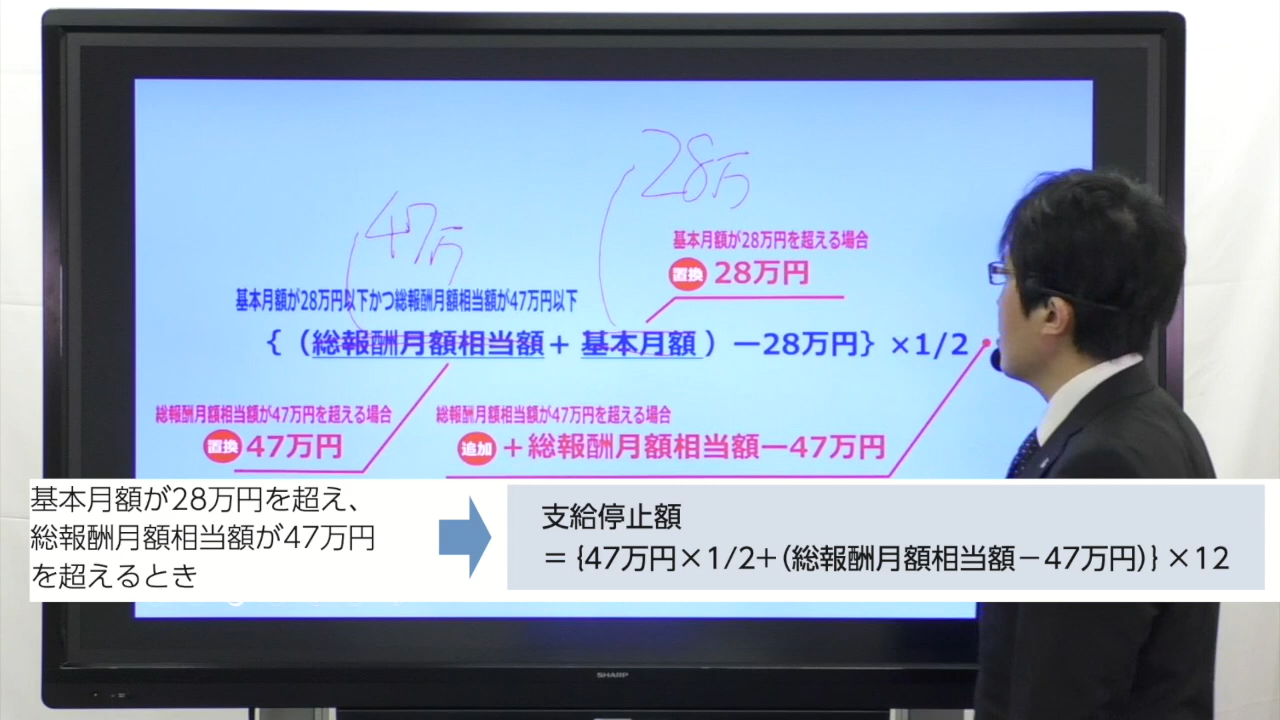 28万
47万
基本月額が28万円を超える場合
置換 28万円
基本月額が28万円以下かつ総報酬月額相当額が47万円以下
{(総報酬月額相当額+基本月額)ー28万円}×1/2
総報酬月額相当額が47万円を超える場合
置換 47万円
総報酬月額相当額が47万円を超える場合
追加 +総報酬月額相当額ー47万円
基本月額が28万円を超え、
総報酬月額相当額が47万円
を超えるとき
支給停止額
={47万円×1/2+(総報酬月額相当額−47万円)}×12
SHARP